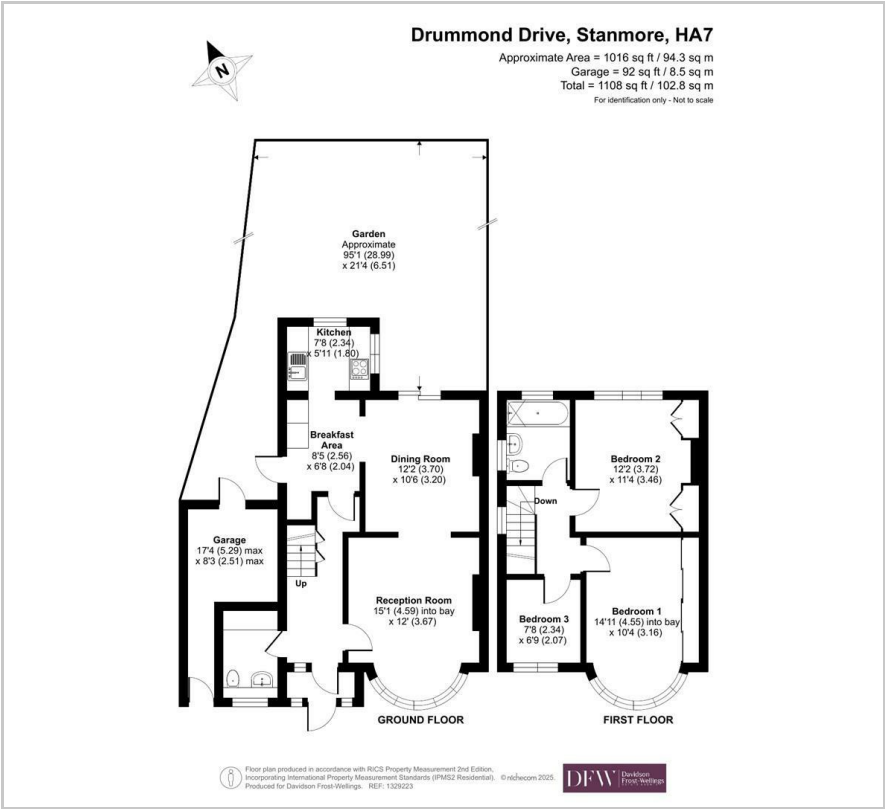 Drummond Drive, Stanmore, HA7
Approximate Area = 1016 sq ft / 94.3 sq m
Garage = 92 sq ft / 8.5 sq m
Total = 1108 sq ft / 102.8 sq m
For identification only - Not to scale
N
Garden
Approximate
95'1 (28.99)
x 21'4 (6.51)
Kitchen
7'8 (2.34)
x 5'11 (1.80)
Breakfast
Area
8'5 (2.56)
x 6'8 (2.04)
Dining Room
12'2 (3.70)
x 10'6 (3.20)
Bedroom 2
12'2 (3.72)
x 11'4 (3.46)
Down
Garage
17'4 (5.29) max
x 8'3 (2.51) max
Up
Reception Room
15'1 (4.59) into bay
x 12' (3.67)
Bedroom 3
7'8 (2.34)
x 6'9 (2.07)
Bedroom 1
14'11 (4.55) into bay
x 10'4 (3.16)
GROUND FLOOR
FIRST FLOOR
Floor plan produced in accordance with RICS Property Measurement 2nd Edition,
Incorporating International Property Measurement Standards (IPMS2 Residential). © nichecom 2025.
Produced for Davidson Frost-Wellings. REF: 1329223
DFW
Davidson
Frost-Wellings